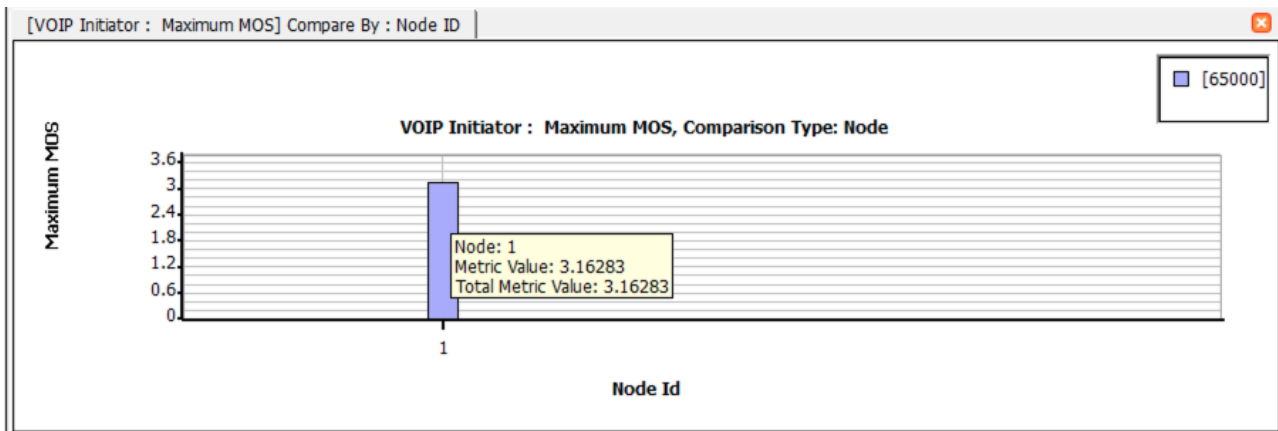 [VOIP Initiator :  Maximum MOS] Compare By : Node ID
[65000]
VOIP Initiator :  Maximum MOS, Comparison Type: Node
Maximum MOS
3.6
3
2.4
1.8
1.2
0.6
0
Node: 1
Metric Value: 3.16283
Total Metric Value: 3.16283
1
Node Id